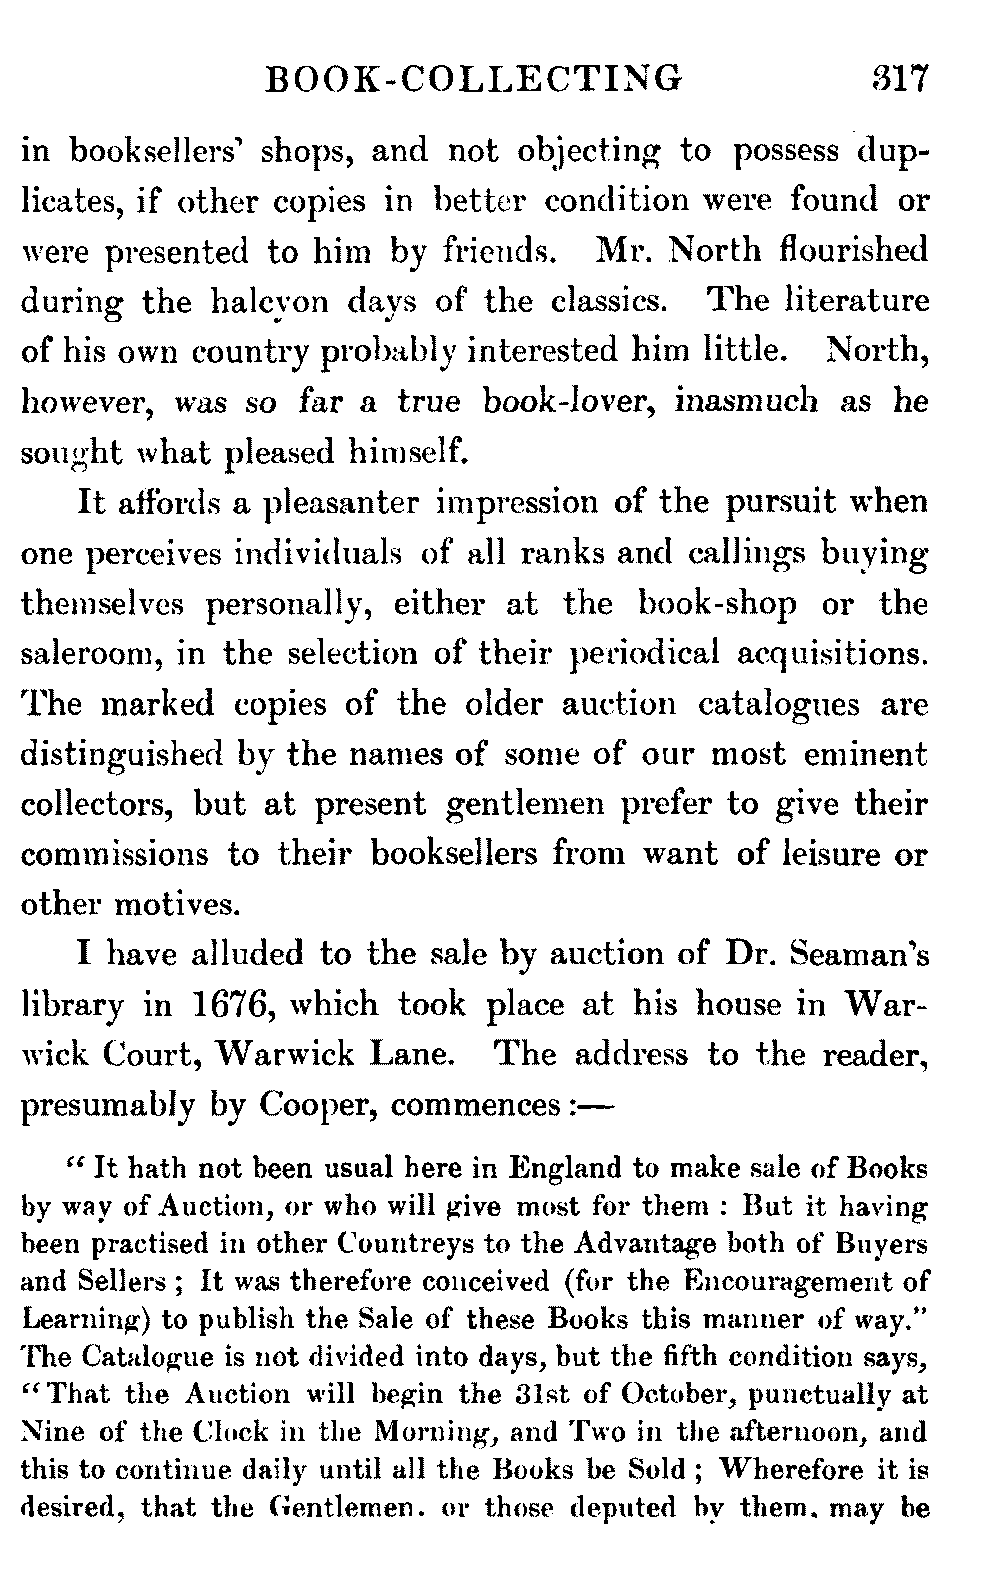 BOOK-COLLECTING 317
in booksellers' shops, and not objecting to possess dup-
licates, if other copies in better condition were found or
were presented to him by friends. Mr. North flourished
during the halcyon days of the classics. The literature
of his own country probably interested him little. North,
however, was so far a true book-lover, inasmuch as he
sought what pleased himself.
It affords a pleasanter impression of the pursuit when
one perceives individuals of all ranks and callings buying
themselves personally, either at the book-shop or the
saleroom, in the selection of their periodical acquisitions.
The marked copies of the older auction catalogues are
distinguished by the names of some of our most eminent
collectors, but at present gentlemen prefer to give their
commissions to their booksellers from want of leisure or
other motives.
I have alluded to the sale by auction of Dr. Seaman's
library in 1676, which took place at his house in War-
wick Court, Warwick Lane. The address to the reader,
presumably by Cooper, commences:—
“ It hath not been usual here in England to make sale of Books
by way of Auction, or who will give most for them : But it having
been practised in other Countreys to the Advantage both of Buyers
and Sellers ; It was therefore conceived (for the Encouragement of
Learning) to publish the Sale of these Books this manner of way.”
The Catalogue is not divided into days, but the fifth condition says,
“That the Auction will begin the 31st of October, punctually at
Nine of the Clock in the Morning, and Two in the afternoon, and
this to continue daily until all the Books be Sold ; Wherefore it is
desired, that the Gentlemen. or those deputed by them. may be